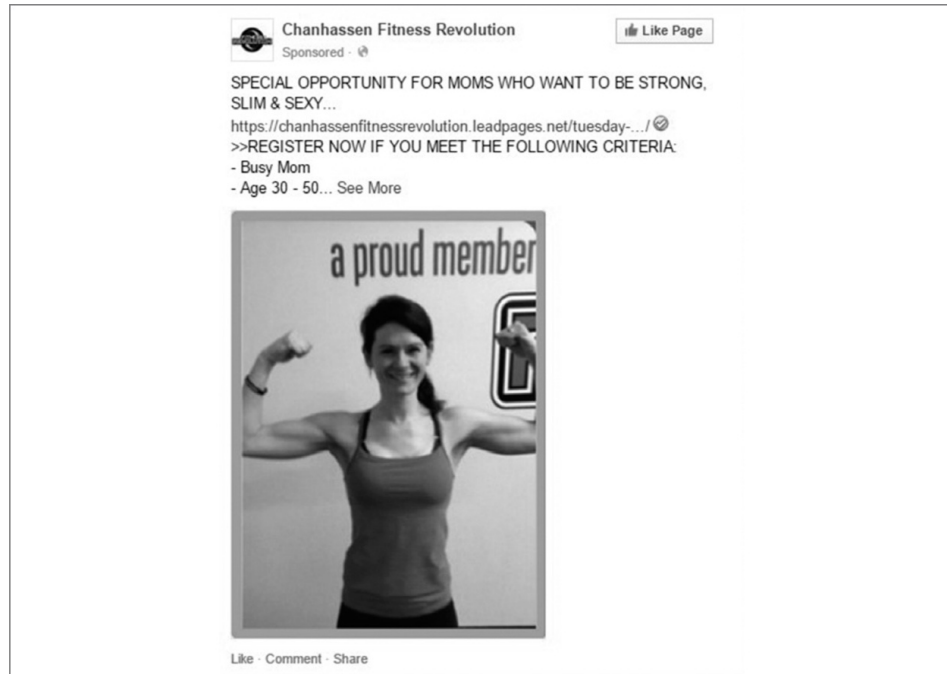 Chanhassen Fitness Revolution
Like Page
Sponsored ·
SPECIAL OPPORTUNITY FOR MOMS WHO WANT TO BE STRONG,
SLIM & SEXY...
https://chanhassenfitnessrevolution.leadpages.net/tuesday-.../
>>REGISTER NOW IF YOU MEET THE FOLLOWING CRITERIA:
- Busy Mom
- Age 30 - 50... See More
a proud member
Like · Comment · Share